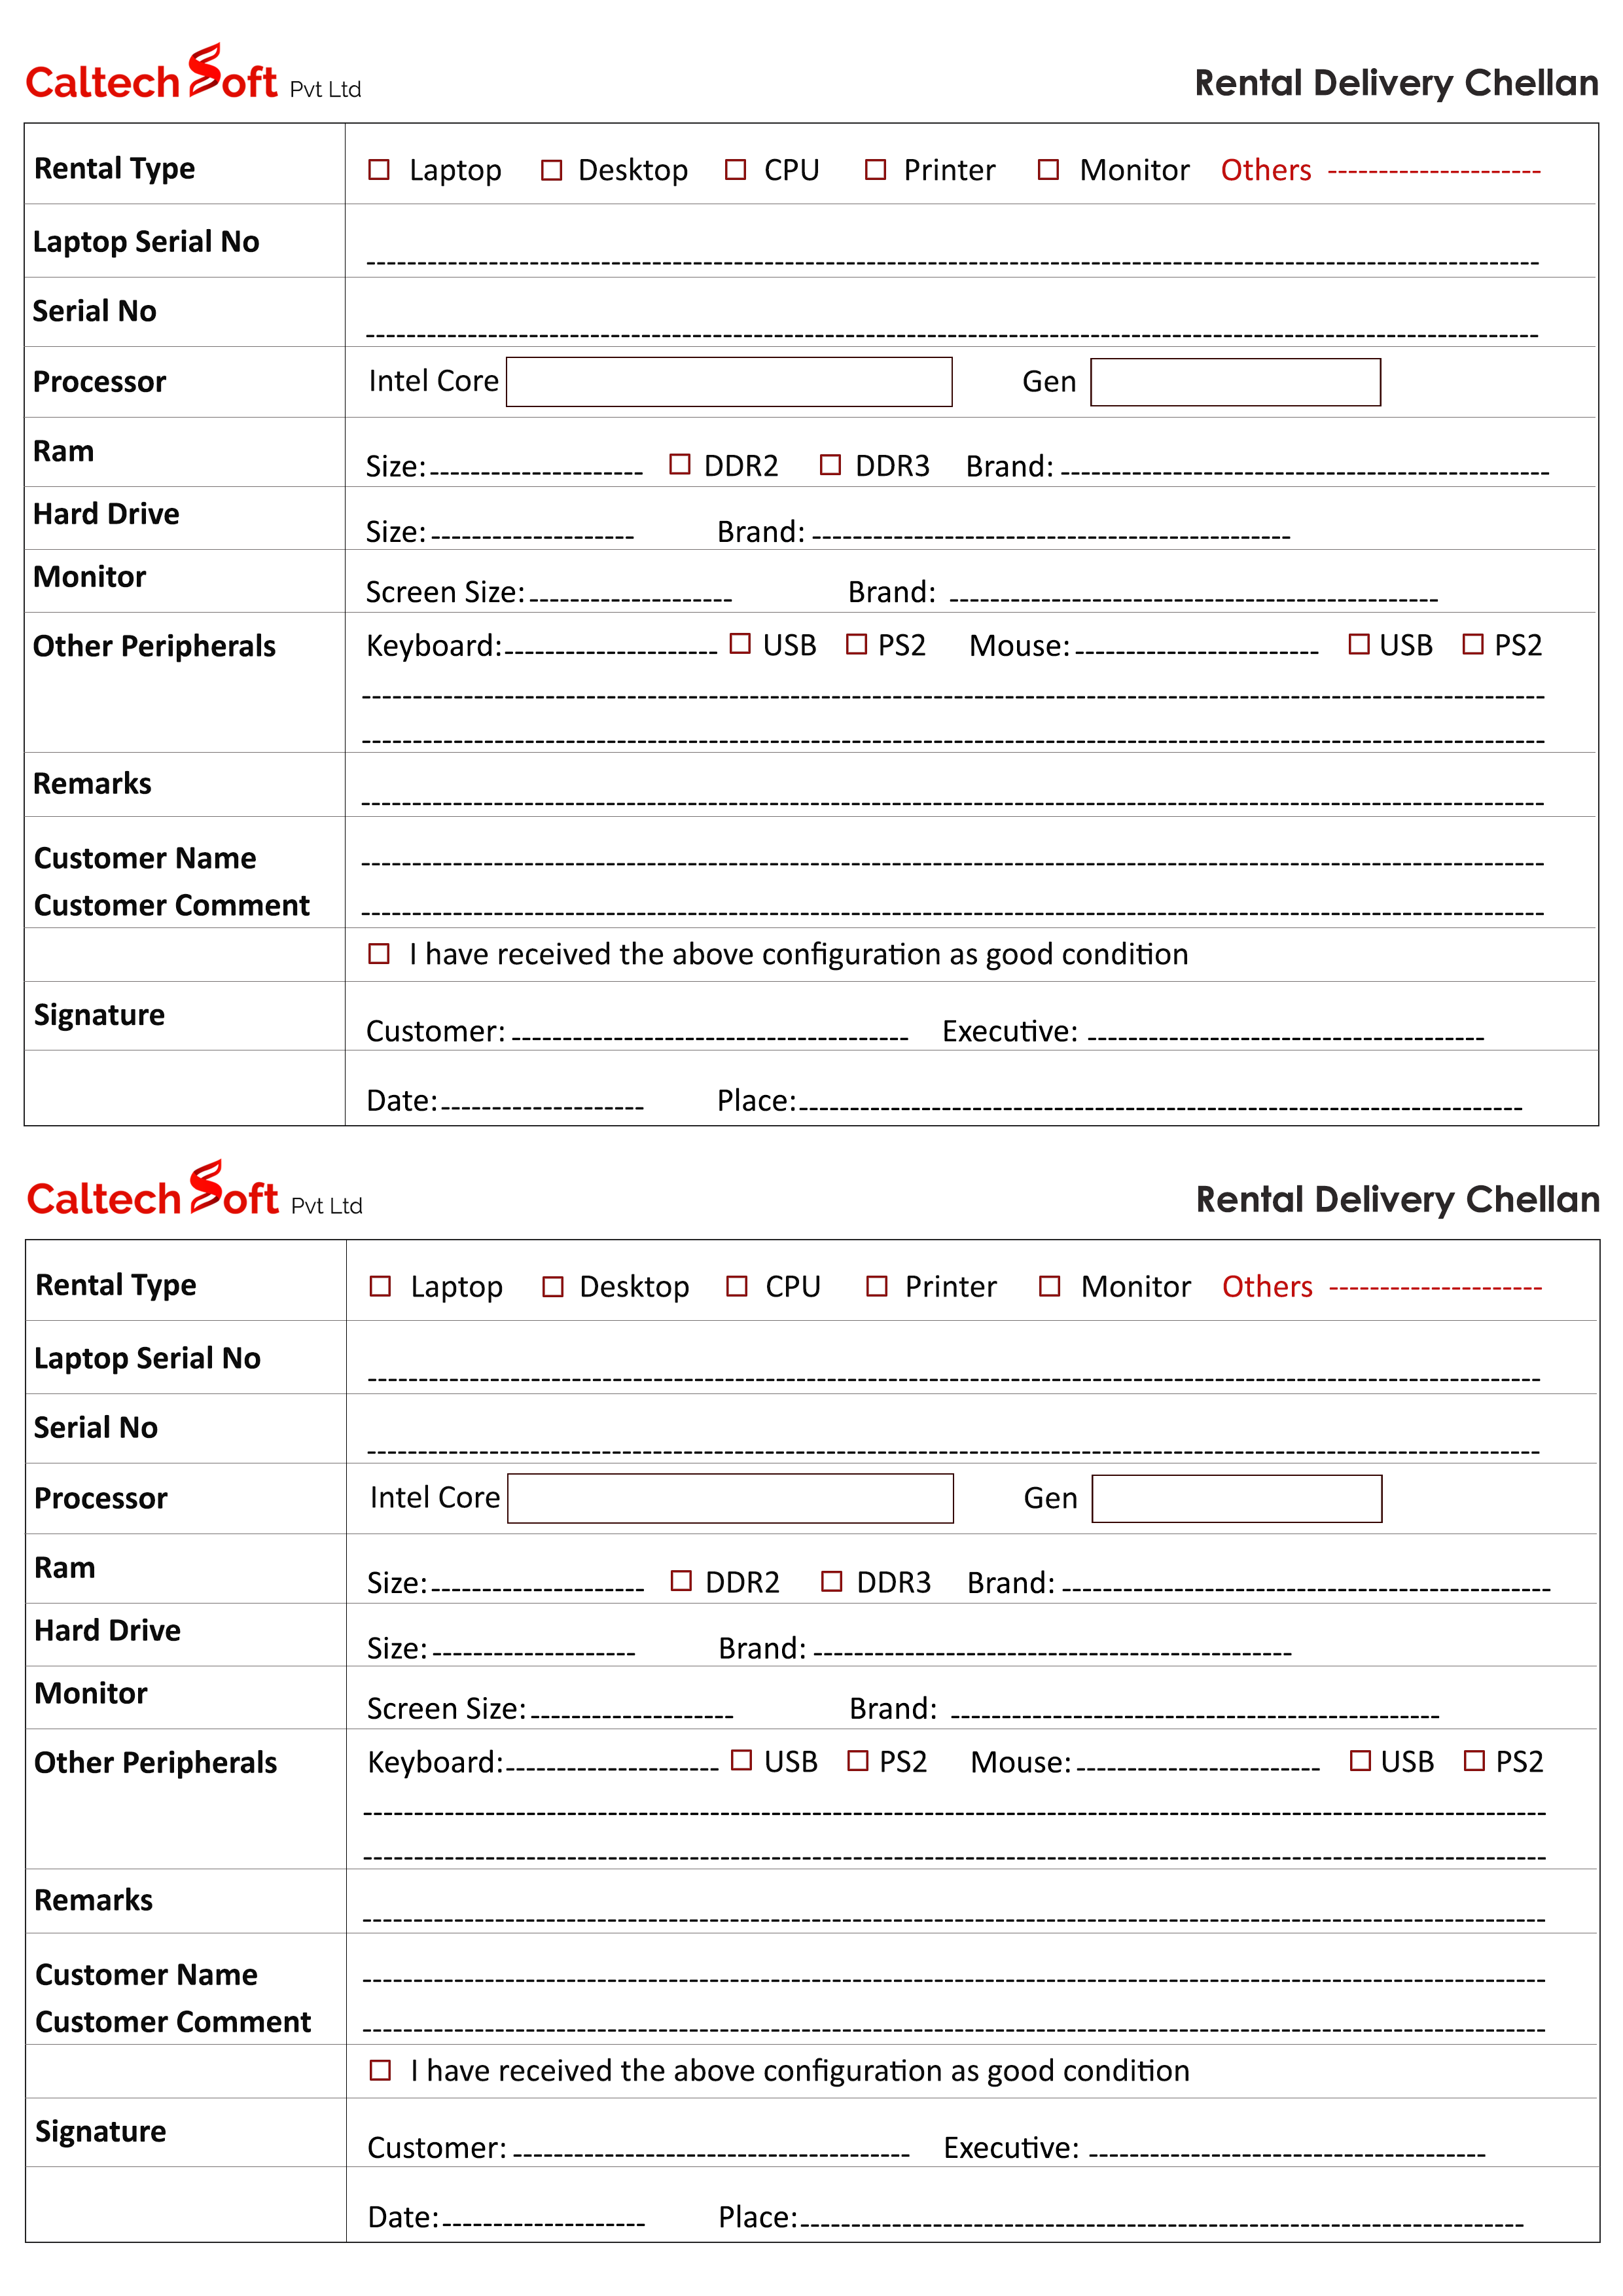 Caltech Soft Pvt Ltd Rental Delivery Chellan
Rental Type Laptop Desktop CPU Printer Monitor Others ---------------------
Laptop Serial No
Serial No
Processor Intel Core Gen
Ram Size: DDR2 DDR3 Brand:
Hard Drive Size: Brand:
Monitor Screen Size: Brand:
Other Peripherals Keyboard: USB PS2 Mouse: USB PS2
Remarks
Customer Name
Customer Comment
I have received the above configuration as good condition
Signature Customer: Executive:
Date: Place:
Caltech Soft Pvt Ltd Rental Delivery Chellan
Rental Type Laptop Desktop CPU Printer Monitor Others ---------------------
Laptop Serial No
Serial No
Processor Intel Core Gen
Ram Size: DDR2 DDR3 Brand:
Hard Drive Size: Brand:
Monitor Screen Size: Brand:
Other Peripherals Keyboard: USB PS2 Mouse: USB PS2
Remarks
Customer Name
Customer Comment
I have received the above configuration as good condition
Signature Customer: Executive:
Date: Place: